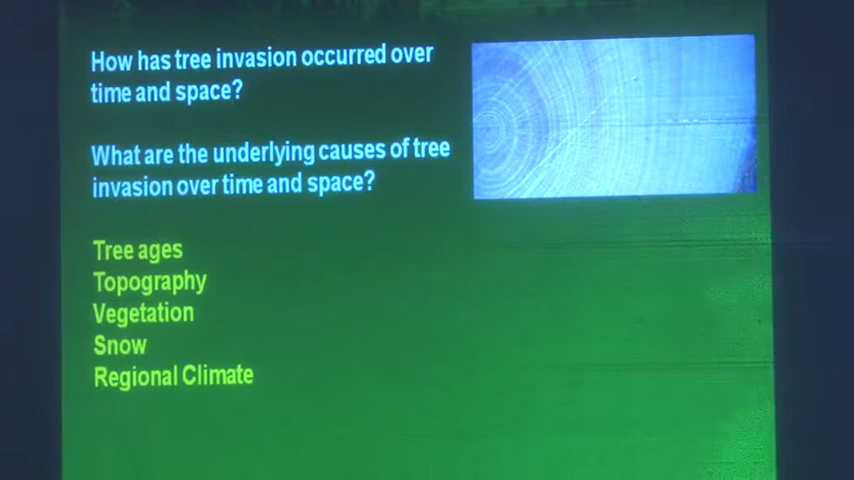 How has tree invasion occurred over
time and space?
What are the underlying causes of tree
invasion over time and space?
Tree ages
Topography
Vegetation
Snow
Regional Climate